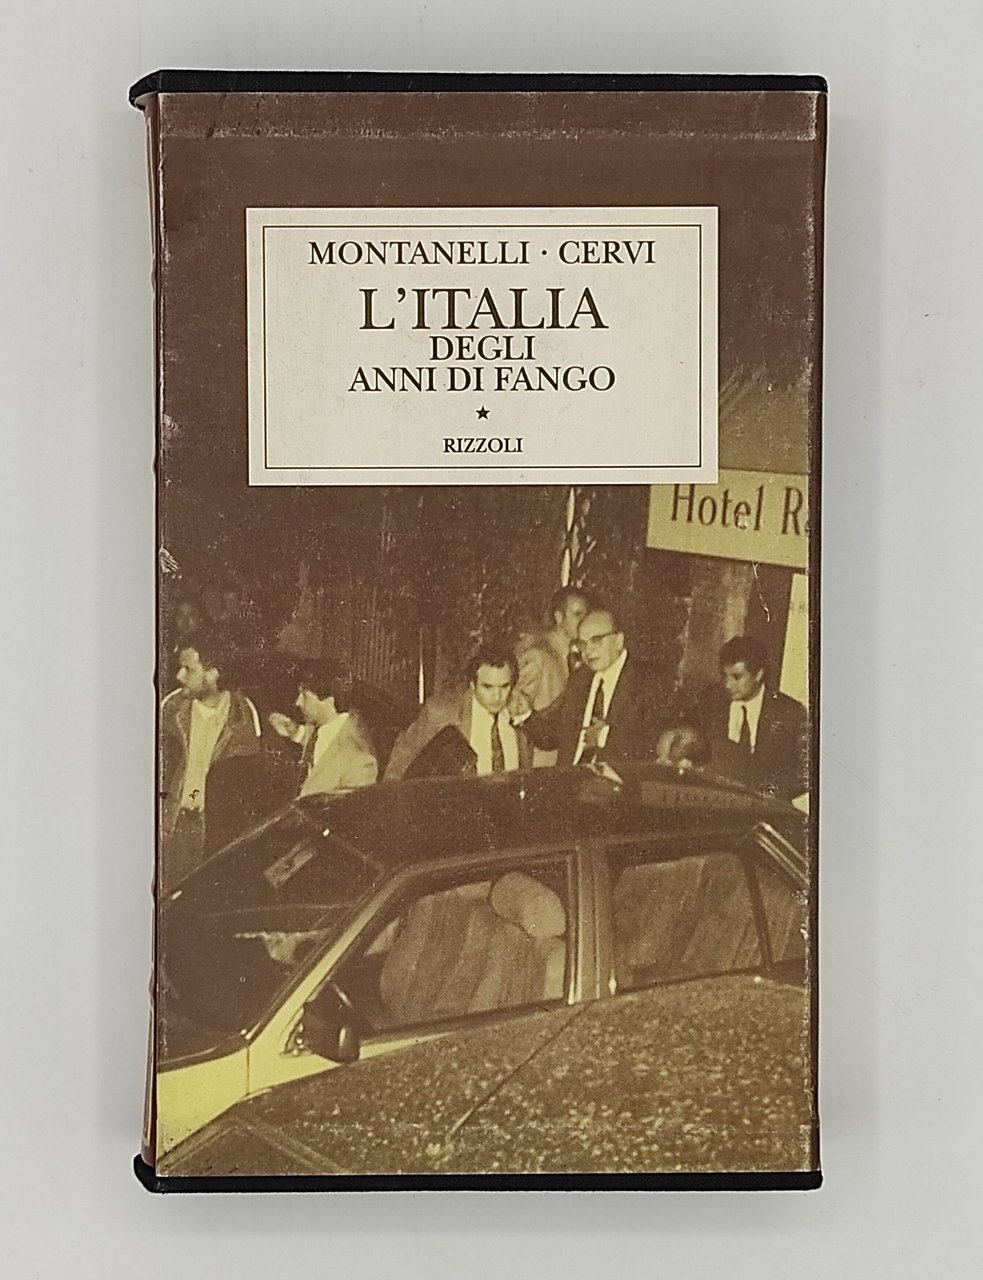 MONTANELLI · CERVI
L'ITALIA
DEGLI
ANNI DI FANGO
★
RIZZOLI
Hotel